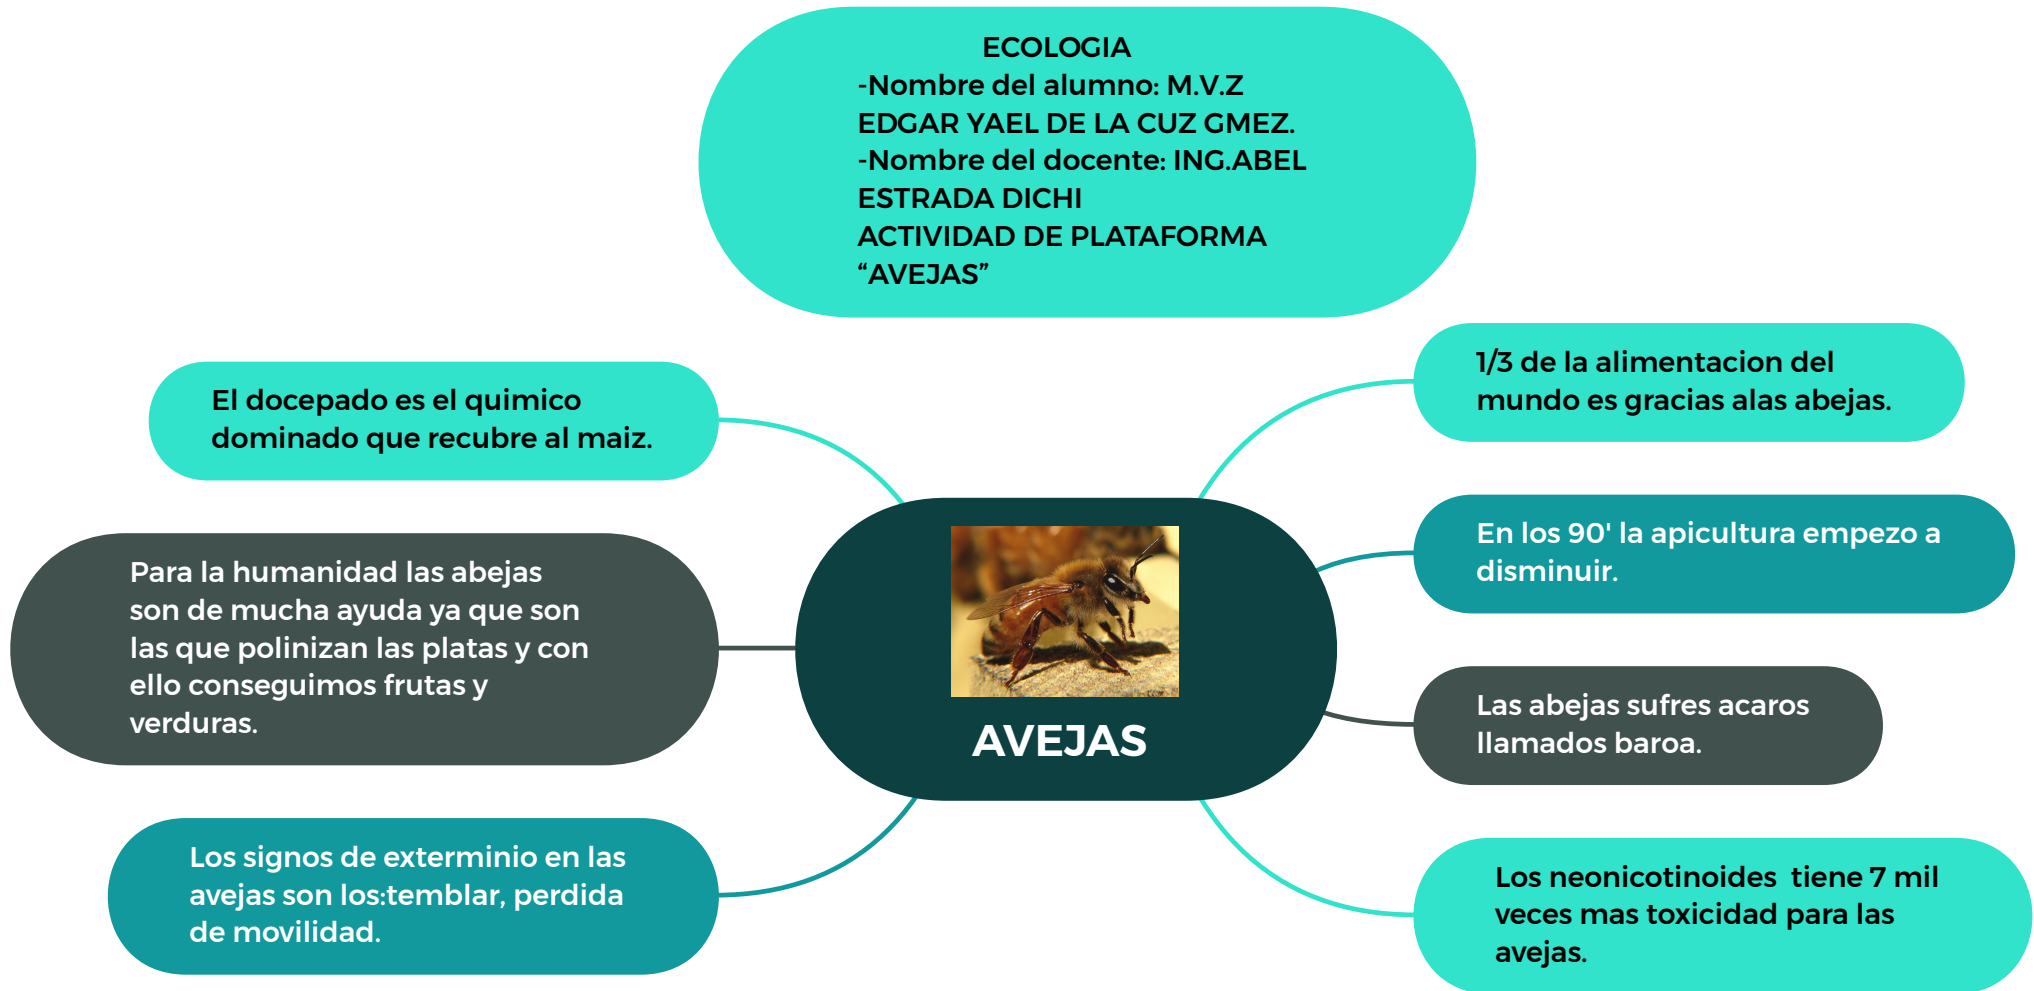 ECOLOGIA
-Nombre del alumno: M.V.Z
EDGAR YAEL DE LA CUZ GMEZ.
-Nombre del docente: ING.ABEL
ESTRADA DICHI
ACTIVIDAD DE PLATAFORMA
“AVEJAS”
El docepado es el quimico
dominado que recubre al maiz.
Para la humanidad las abejas
son de mucha ayuda ya que son
las que polinizan las platas y con
ello conseguimos frutas y
verduras.
Los signos de exterminio en las
avejas son los:temblar, perdida
de movilidad.
AVEJAS
1/3 de la alimentacion del
mundo es gracias alas abejas.
En los 90' la apicultura empezo a
disminuir.
Las abejas sufres acaros
llamados baroa.
Los neonicotinoides  tiene 7 mil
veces mas toxicidad para las
avejas.